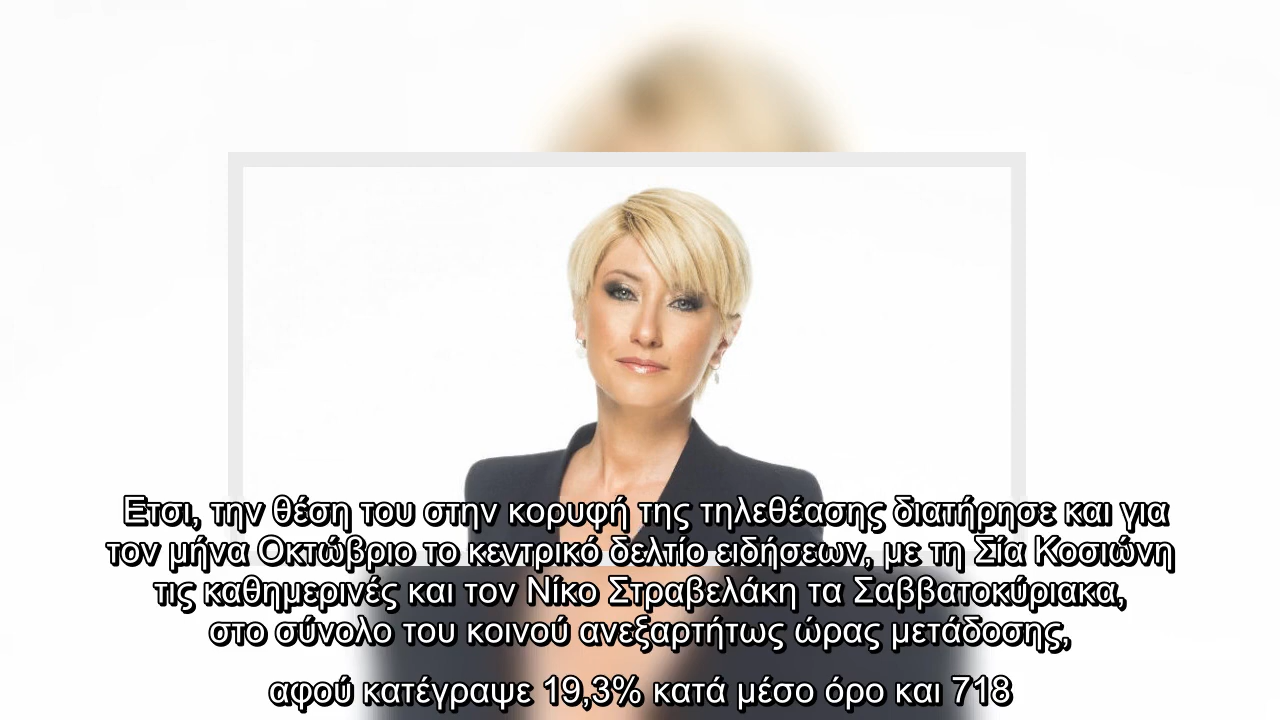 Ετσι, την θέση του στην κορυφή της τηλεθέασης διατήρησε και για
τον μήνα Οκτώβριο το κεντρικό δελτίο ειδήσεων, με τη Σία Κοσιώνη
τις καθημερινές και τον Νίκο Στραβελάκη τα Σαββατοκύριακα,
στο σύνολο του κοινού ανεξαρτήτως ώρας μετάδοσης,
αφού κατέγραψε 19,3% κατά μέσο όρο και 718